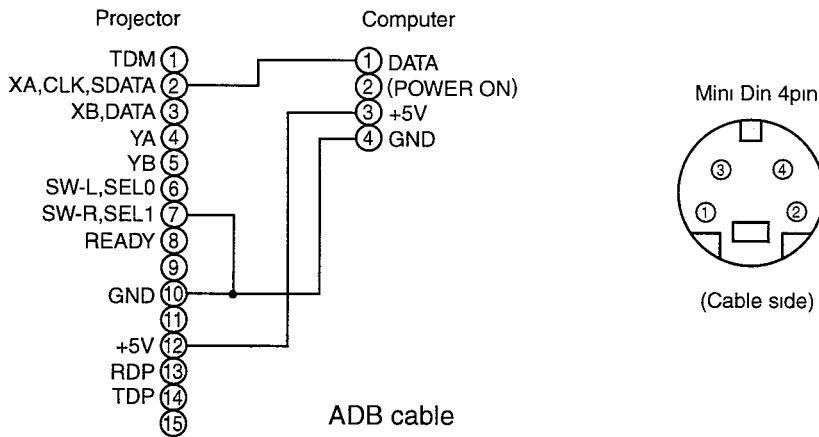 Projector
TDM 1
XA,CLK,SDATA 2
XB,DATA 3
YA 4
YB 5
SW-L,SEL0 6
SW-R,SEL1 7
READY 8
9
GND 10
11
+5V 12
RDP 13
TDP 14
15
Computer
1 DATA
2 (POWER ON)
3 +5V
4 GND
ADB cable
Mini Din 4pin
3 4
1 2
(Cable side)